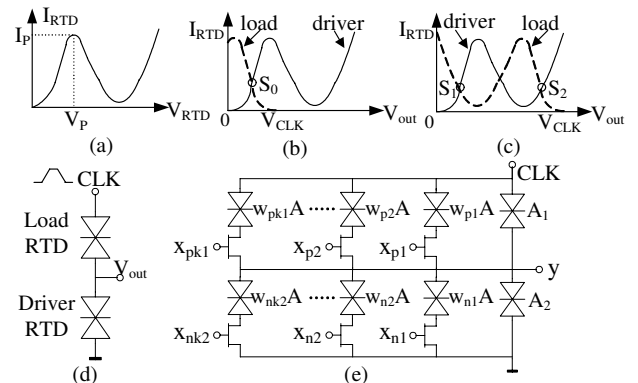 I_RTD
I_P
V_P
V_RTD
(a)
load
driver
S_0
0
V_CLK
V_out
(b)
I_RTD
driver
load
S_1
S_2
0
V_CLK
V_out
(c)
CLK
Load
RTD
V_out
Driver
RTD
(d)
CLK
w_pk1A
w_p2A
w_p1A
A_1
x_pk1
x_p2
x_p1
y
w_nk2A
w_n2A
w_n1A
A_2
x_nk2
x_n2
x_n1
(e)